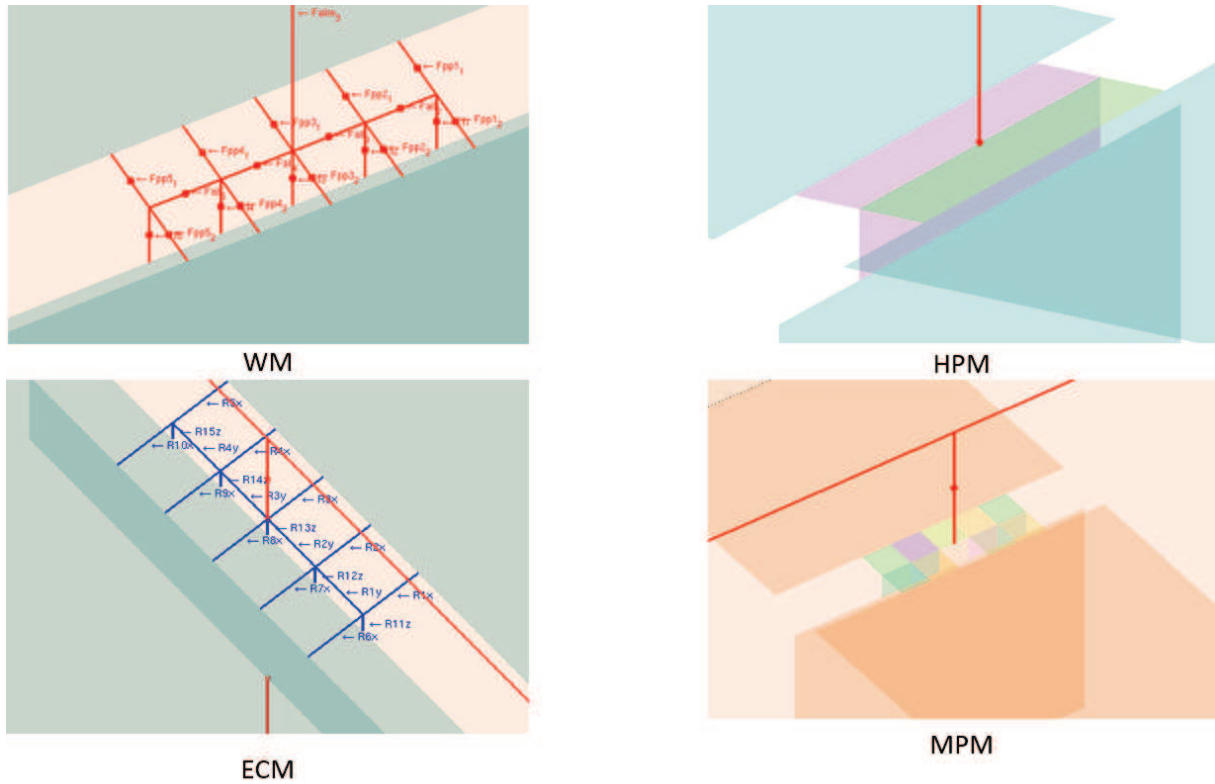 ← Fpp1₁
← Fpp2₁
← Fpp1₂
← Fpp3₁
← Fpp2₂
← Fpp4₁
← Fpp3₂
← Fpp5₁
← Fpp4₂
← Fpp5₂
WM
HPM
← R5x
← R15z
← R10x
← R4y
← R4x
← R14z
← R9x
← R3y
← R3x
← R13z
← R8x
← R2y
← R2x
← R12z
← R7x
← R1y
← R1x
← R11z
← R6x
ECM
MPM